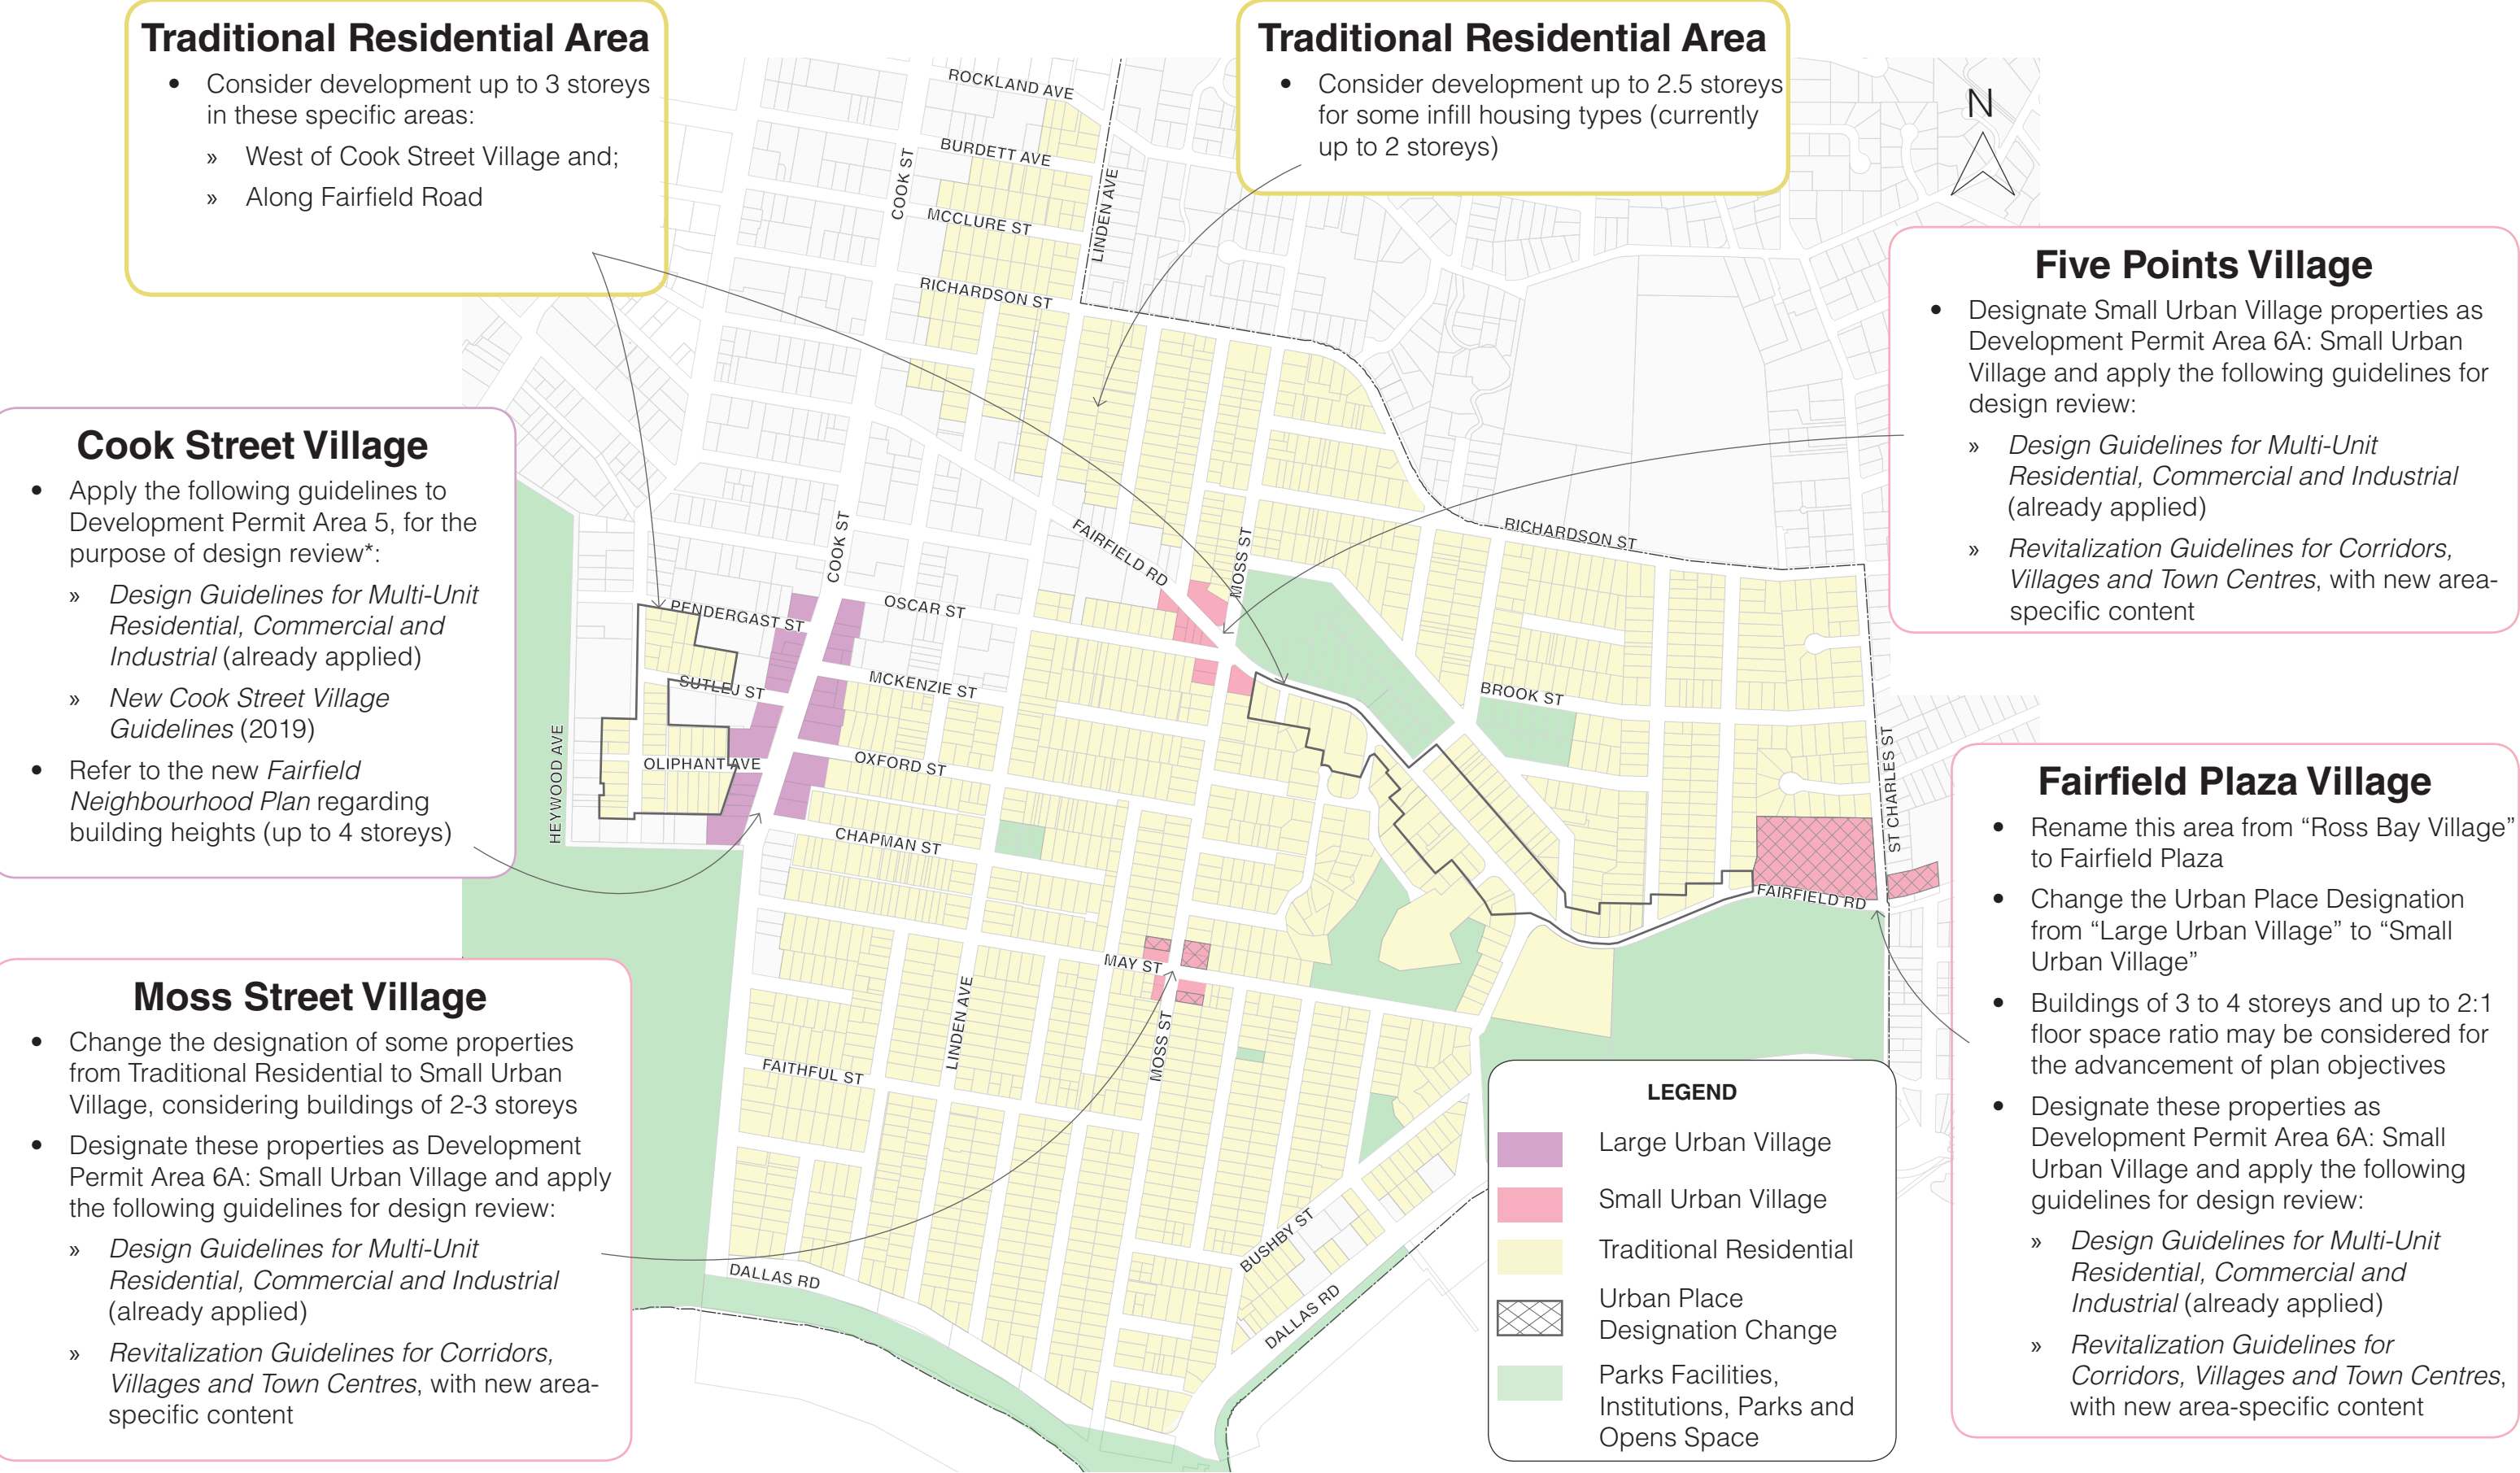 Traditional Residential Area
• Consider development up to 3 storeys
in these specific areas:
» West of Cook Street Village and;
» Along Fairfield Road
Traditional Residential Area
• Consider development up to 2.5 storeys
for some infill housing types (currently
up to 2 storeys)
N
Five Points Village
• Designate Small Urban Village properties as
Development Permit Area 6A: Small Urban
Village and apply the following guidelines for
design review:
» Design Guidelines for Multi-Unit
Residential, Commercial and Industrial
(already applied)
» Revitalization Guidelines for Corridors,
Villages and Town Centres, with new area-
specific content
Cook Street Village
• Apply the following guidelines to
Development Permit Area 5, for the
purpose of design review*:
» Design Guidelines for Multi-Unit
Residential, Commercial and
Industrial (already applied)
» New Cook Street Village
Guidelines (2019)
• Refer to the new Fairfield
Neighbourhood Plan regarding
building heights (up to 4 storeys)
Fairfield Plaza Village
• Rename this area from “Ross Bay Village”
to Fairfield Plaza
• Change the Urban Place Designation
from “Large Urban Village” to “Small
Urban Village”
• Buildings of 3 to 4 storeys and up to 2:1
floor space ratio may be considered for
the advancement of plan objectives
• Designate these properties as
Development Permit Area 6A: Small
Urban Village and apply the following
guidelines for design review:
» Design Guidelines for Multi-Unit
Residential, Commercial and
Industrial (already applied)
» Revitalization Guidelines for
Corridors, Villages and Town Centres,
with new area-specific content
Moss Street Village
• Change the designation of some properties
from Traditional Residential to Small Urban
Village, considering buildings of 2-3 storeys
• Designate these properties as Development
Permit Area 6A: Small Urban Village and apply
the following guidelines for design review:
» Design Guidelines for Multi-Unit
Residential, Commercial and Industrial
(already applied)
» Revitalization Guidelines for Corridors,
Villages and Town Centres, with new area-
specific content
ROCKLAND AVE
BURDETT AVE
COOK ST
LINDEN AVE
MCCLURE ST
RICHARDSON ST
COOK ST
FAIRFIELD RD
MOSS ST
RICHARDSON ST
PENDERGAST ST
OSCAR ST
SUTLEJ ST
MCKENZIE ST
BROOK ST
HEYWOOD AVE
OLIPHANT AVE
OXFORD ST
ST CHARLES ST
CHAPMAN ST
FAIRFIELD RD
MAY ST
LINDEN AVE
MOSS ST
FAITHFUL ST
BUSHBY ST
DALLAS RD
DALLAS RD
LEGEND
Large Urban Village
Small Urban Village
Traditional Residential
Urban Place
Designation Change
Parks Facilities,
Institutions, Parks and
Opens Space